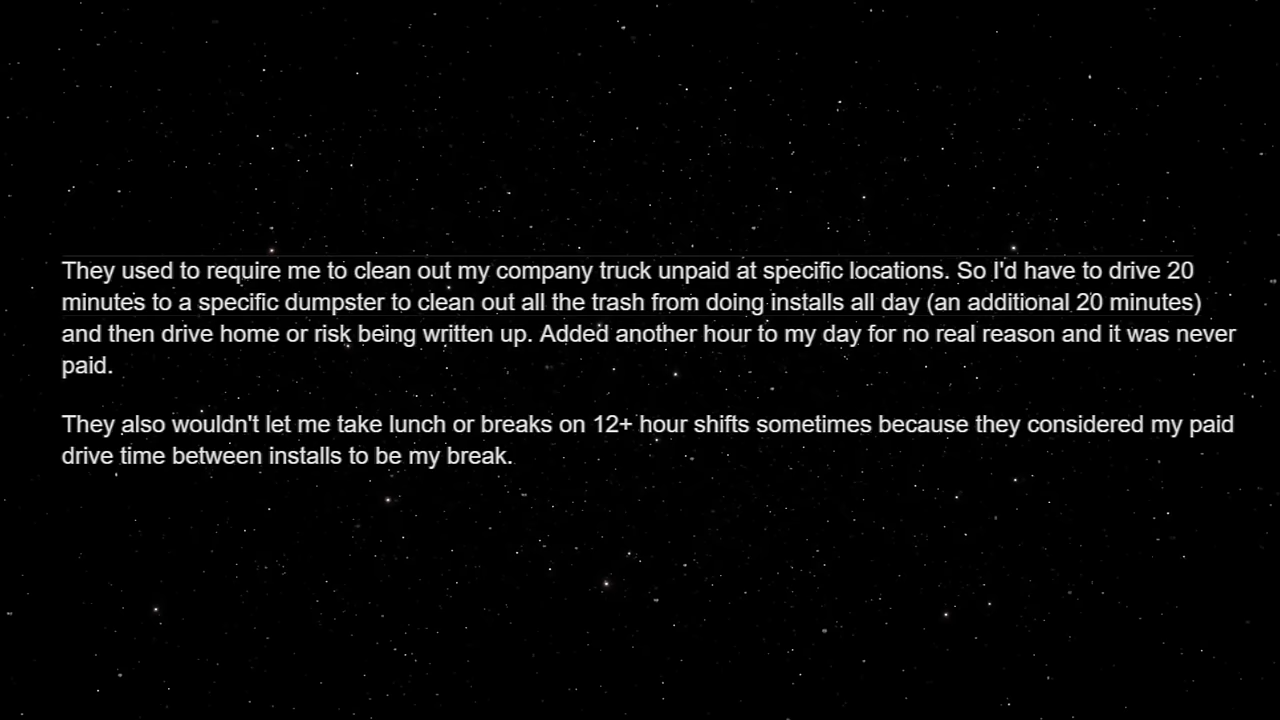 They used to require me to clean out my company truck unpaid at specific locations. So I'd have to drive 20
minutes to a specific dumpster to clean out all the trash from doing installs all day (an additional 20 minutes)
and then drive home or risk being written up. Added another hour to my day for no real reason and it was never
paid.
They also wouldn't let me take lunch or breaks on 12+ hour shifts sometimes because they considered my paid
drive time between installs to be my break.